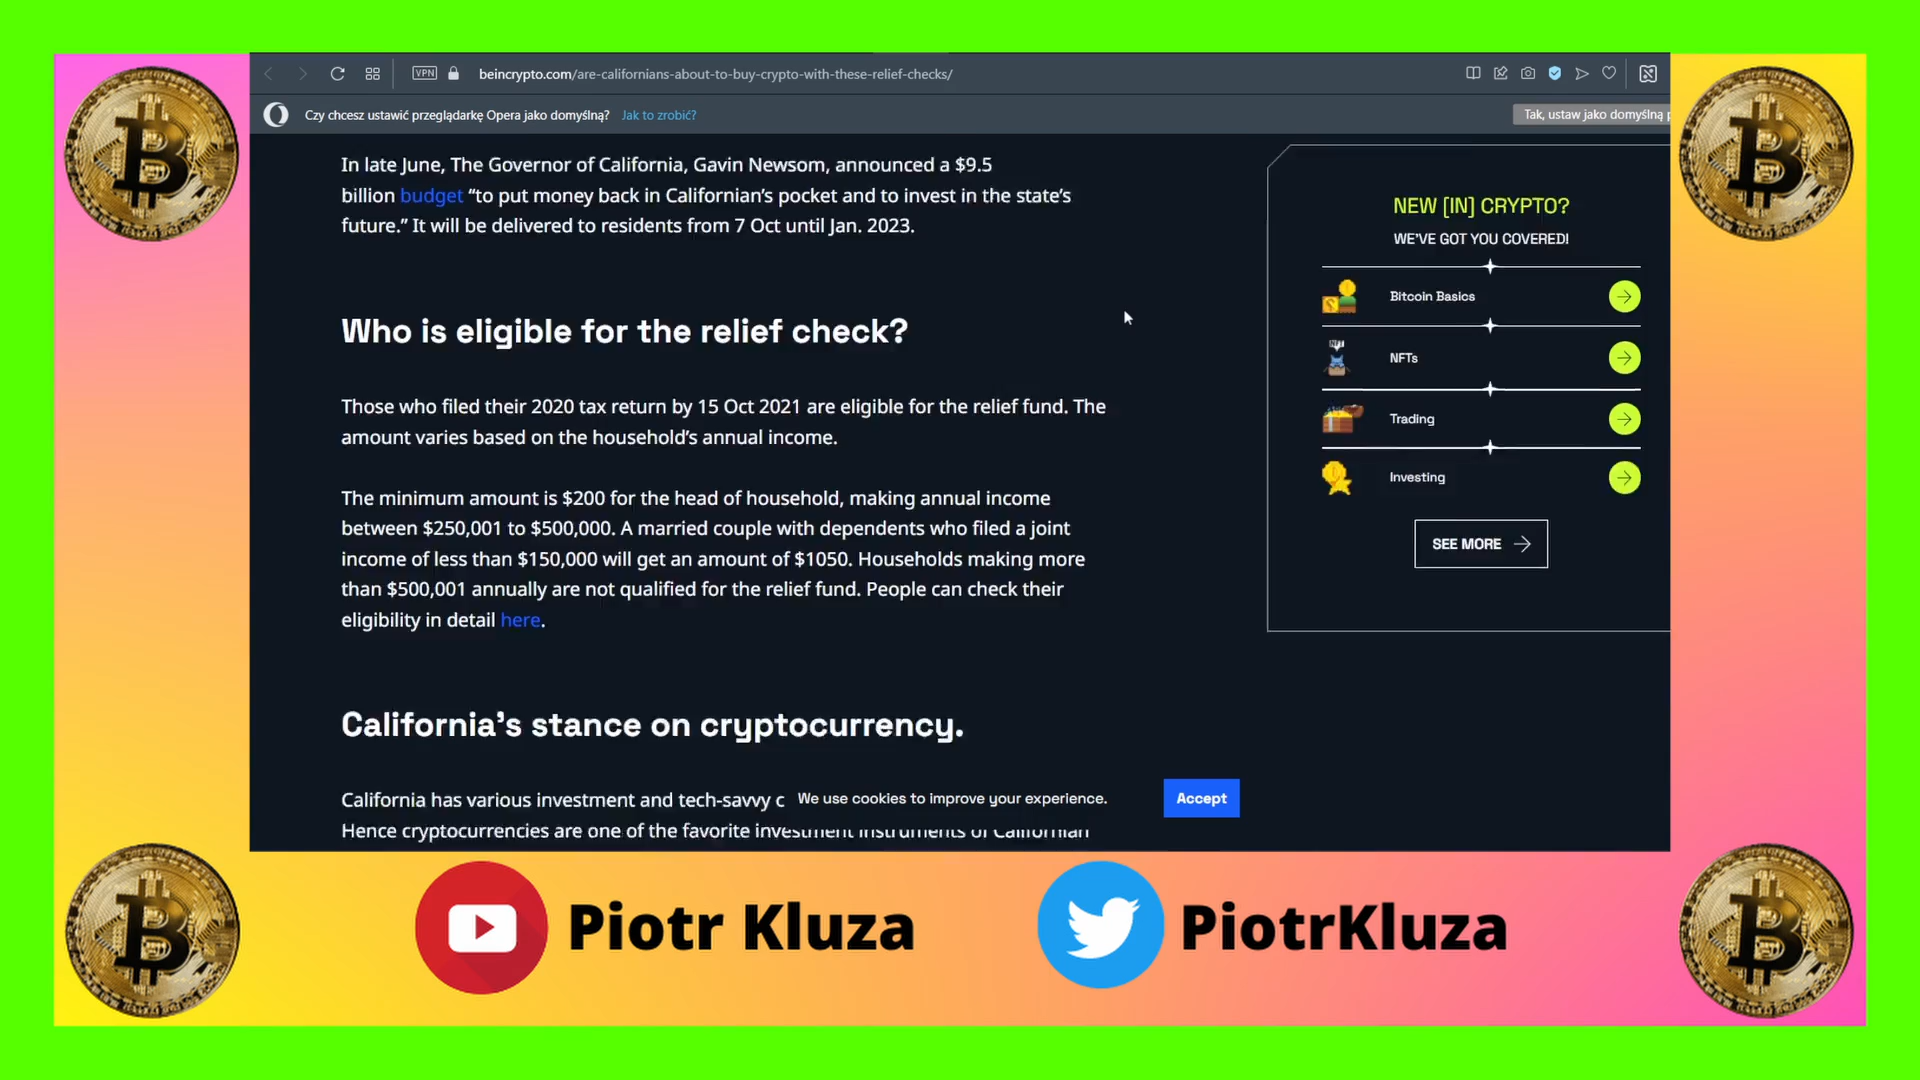 VPN
beincrypto.com/are-californians-about-to-buy-crypto-with-these-relief-checks/
Czy chcesz ustawić przeglądarkę Opera jako domyślną? Jak to zrobić?
Tak, ustaw jako domyślną p
In late June, The Governor of California, Gavin Newsom, announced a $9.5
billion budget “to put money back in Californian’s pocket and to invest in the state’s
future.” It will be delivered to residents from 7 Oct until Jan. 2023.
Who is eligible for the relief check?
Those who filed their 2020 tax return by 15 Oct 2021 are eligible for the relief fund. The
amount varies based on the household’s annual income.
The minimum amount is $200 for the head of household, making annual income
between $250,001 to $500,000. A married couple with dependents who filed a joint
income of less than $150,000 will get an amount of $1050. Households making more
than $500,001 annually are not qualified for the relief fund. People can check their
eligibility in detail here.
California’s stance on cryptocurrency.
California has various investment and tech-savvy c
Hence cryptocurrencies are one of the favorite investment instruments of Californian
We use cookies to improve your experience.
Accept
NEW [IN] CRYPTO?
WE’VE GOT YOU COVERED!
Bitcoin Basics
NFT
NFTs
Trading
Investing
SEE MORE
Piotr Kluza
PiotrKluza